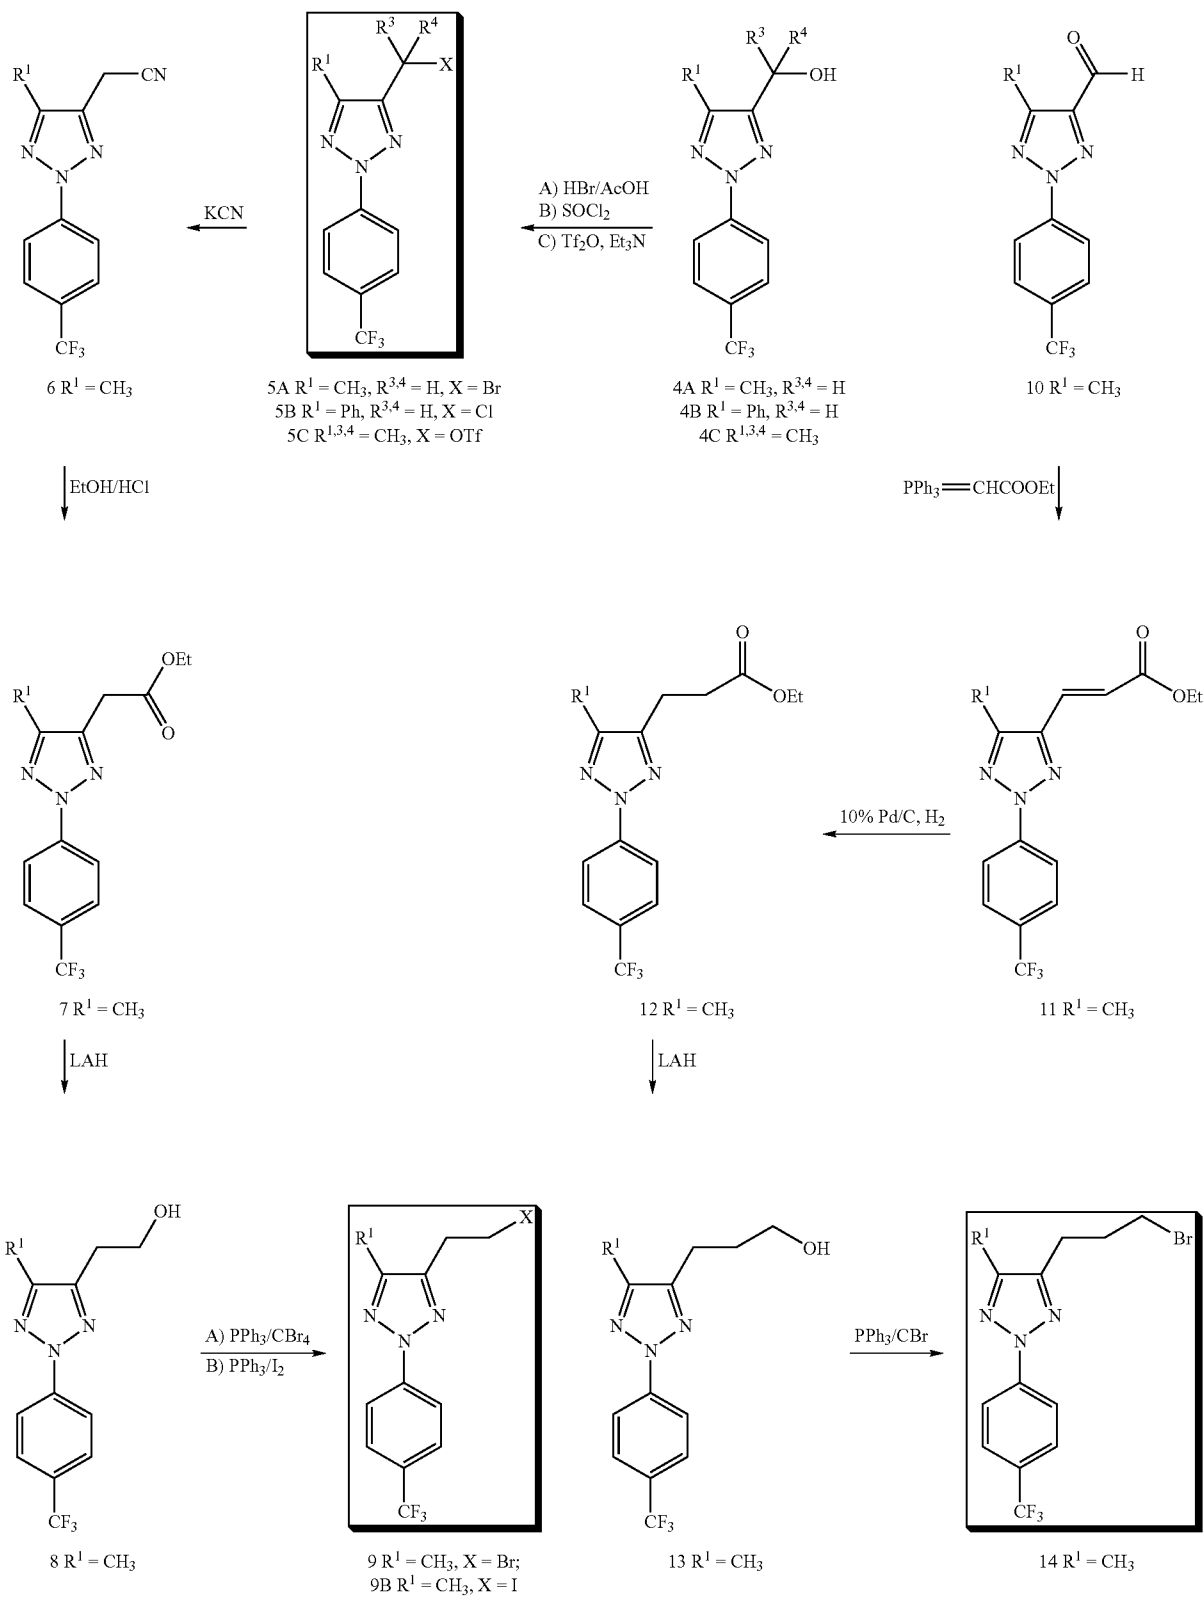 R¹ CN N N N CF₃
R³ R⁴ R¹ X N N N CF₃
R³ R⁴ R¹ OH N N N CF₃
O R¹ H N N N CF₃
KCN
A) HBr/AcOH
B) SOCl₂
C) Tf₂O, Et₃N
6 R¹ = CH₃
5A R¹ = CH₃, R³,⁴ = H, X = Br
5B R¹ = Ph, R³,⁴ = H, X = Cl
5C R¹,³,⁴ = CH₃, X = OTf
4A R¹ = CH₃, R³,⁴ = H
4B R¹ = Ph, R³,⁴ = H
4C R¹,³,⁴ = CH₃
10 R¹ = CH₃
EtOH/HCl
PPh₃=CHCOOEt
R¹ OEt O N N N CF₃
O R¹ OEt N N N CF₃
O R¹ OEt N N N CF₃
10% Pd/C, H₂
7 R¹ = CH₃
12 R¹ = CH₃
11 R¹ = CH₃
LAH
LAH
OH R¹ N N N CF₃
A) PPh₃/CBr₄
B) PPh₃/I₂
X R¹ N N N CF₃
R¹ OH N N N CF₃
PPh₃/CBr
R¹ Br N N N CF₃
8 R¹ = CH₃
9 R¹ = CH₃, X = Br;
9B R¹ = CH₃, X = I
13 R¹ = CH₃
14 R¹ = CH₃